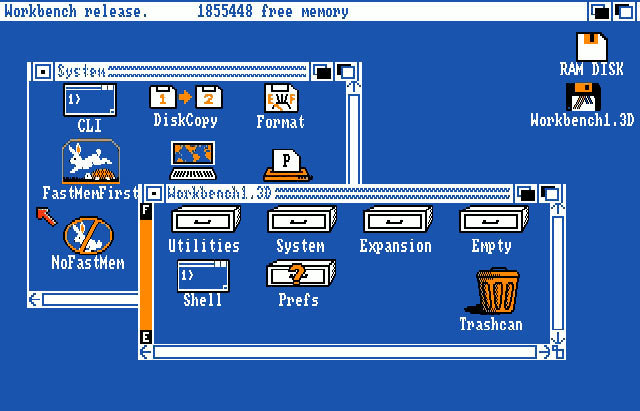 Workbench release. 1855448 free memory
RAM DISK
Workbench1.3D
System
1> CLI
1 2 DiskCopy
E F Format
FastMemFirst
P
NoFastMem
Workbench1.3D
F
Utilities System Expansion Empty
1> Shell
? Prefs
Trashcan
E